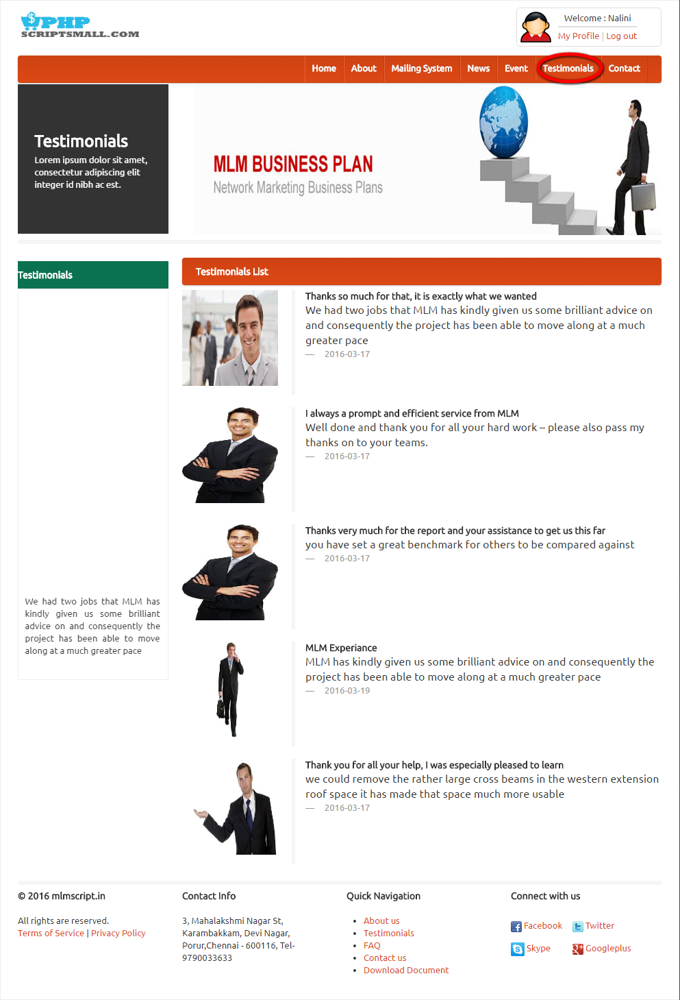 PHP
SCRIPTSMALL.COM
Welcome : Nalini
My Profile | Log out
Home About Mailing System News Event Testimonials Contact
Testimonials
Lorem ipsum dolor sit amet,
consectetur adipiscing elit
integer id nibh ac est.
MLM BUSINESS PLAN
Network Marketing Business Plans
Testimonials
We had two jobs that MLM has
kindly given us some brilliant
advice on and consequently the
project has been able to move
along at a much greater pace
Testimonials List
Thanks so much for that, it is exactly what we wanted
We had two jobs that MLM has kindly given us some brilliant advice on
and consequently the project has been able to move along at a much
greater pace
— 2016-03-17
I always a prompt and efficient service from MLM
Well done and thank you for all your hard work – please also pass my
thanks on to your teams.
— 2016-03-17
Thanks very much for the report and your assistance to get us this far
you have set a great benchmark for others to be compared against
— 2016-03-17
MLM Experiance
MLM has kindly given us some brilliant advice on and consequently the
project has been able to move along at a much greater pace
— 2016-03-19
Thank you for all your help, I was especially pleased to learn
we could remove the rather large cross beams in the western extension
roof space it has made that space much more usable
— 2016-03-17
© 2016 mlmscript.in
All rights are reserved.
Terms of Service | Privacy Policy
Contact Info
3, Mahalakshmi Nagar St,
Karambakkam, Devi Nagar,
Porur,Chennai - 600116, Tel-
9790033633
Quick Navigation
• About us
• Testimonials
• FAQ
• Contact us
• Download Document
Connect with us
Facebook Twitter
Skype Googleplus